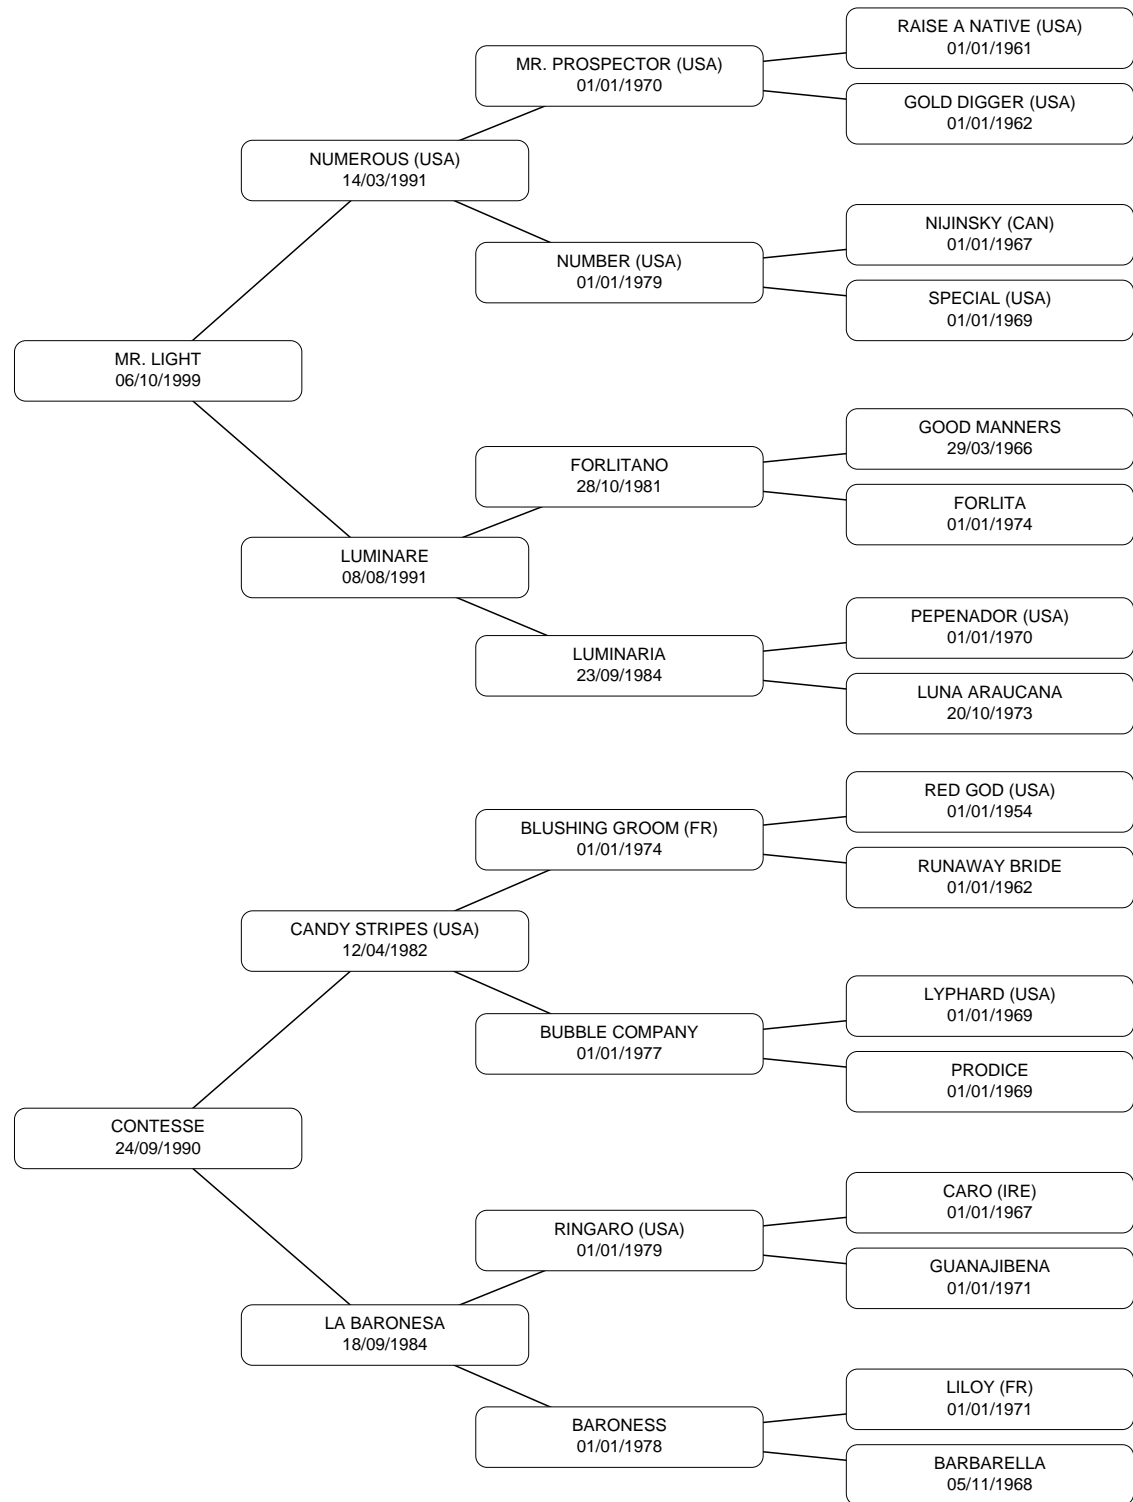 RAISE A NATIVE (USA)
01/01/1961
MR. PROSPECTOR (USA)
01/01/1970
GOLD DIGGER (USA)
01/01/1962
NUMEROUS (USA)
14/03/1991
NIJINSKY (CAN)
01/01/1967
NUMBER (USA)
01/01/1979
SPECIAL (USA)
01/01/1969
MR. LIGHT
06/10/1999
GOOD MANNERS
29/03/1966
FORLITANO
28/10/1981
FORLITA
01/01/1974
LUMINARE
08/08/1991
PEPENADOR (USA)
01/01/1970
LUMINARIA
23/09/1984
LUNA ARAUCANA
20/10/1973
RED GOD (USA)
01/01/1954
BLUSHING GROOM (FR)
01/01/1974
RUNAWAY BRIDE
01/01/1962
CANDY STRIPES (USA)
12/04/1982
LYPHARD (USA)
01/01/1969
BUBBLE COMPANY
01/01/1977
PRODICE
01/01/1969
CONTESSE
24/09/1990
CARO (IRE)
01/01/1967
RINGARO (USA)
01/01/1979
GUANAJIBENA
01/01/1971
LA BARONESA
18/09/1984
LILOY (FR)
01/01/1971
BARONESS
01/01/1978
BARBARELLA
05/11/1968